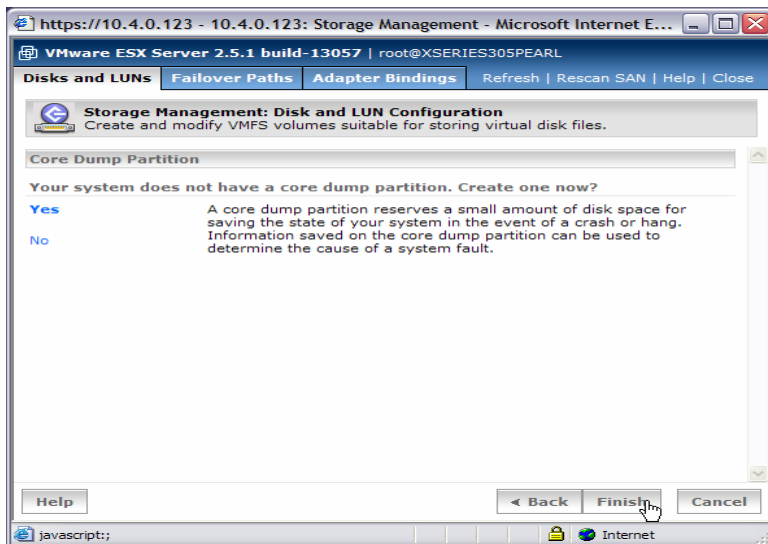 https://10.4.0.123 - 10.4.0.123: Storage Management - Microsoft Internet E...
VMware ESX Server 2.5.1 build-13057 | root@XSERIES305PEARL
Disks and LUNs Failover Paths Adapter Bindings Refresh | Rescan SAN | Help | Close
Storage Management: Disk and LUN Configuration
Create and modify VMFS volumes suitable for storing virtual disk files.
Core Dump Partition
Your system does not have a core dump partition. Create one now?
Yes
A core dump partition reserves a small amount of disk space for
saving the state of your system in the event of a crash or hang.
Information saved on the core dump partition can be used to
determine the cause of a system fault.
No
Help ◄ Back Finish Cancel
javascript:; Internet